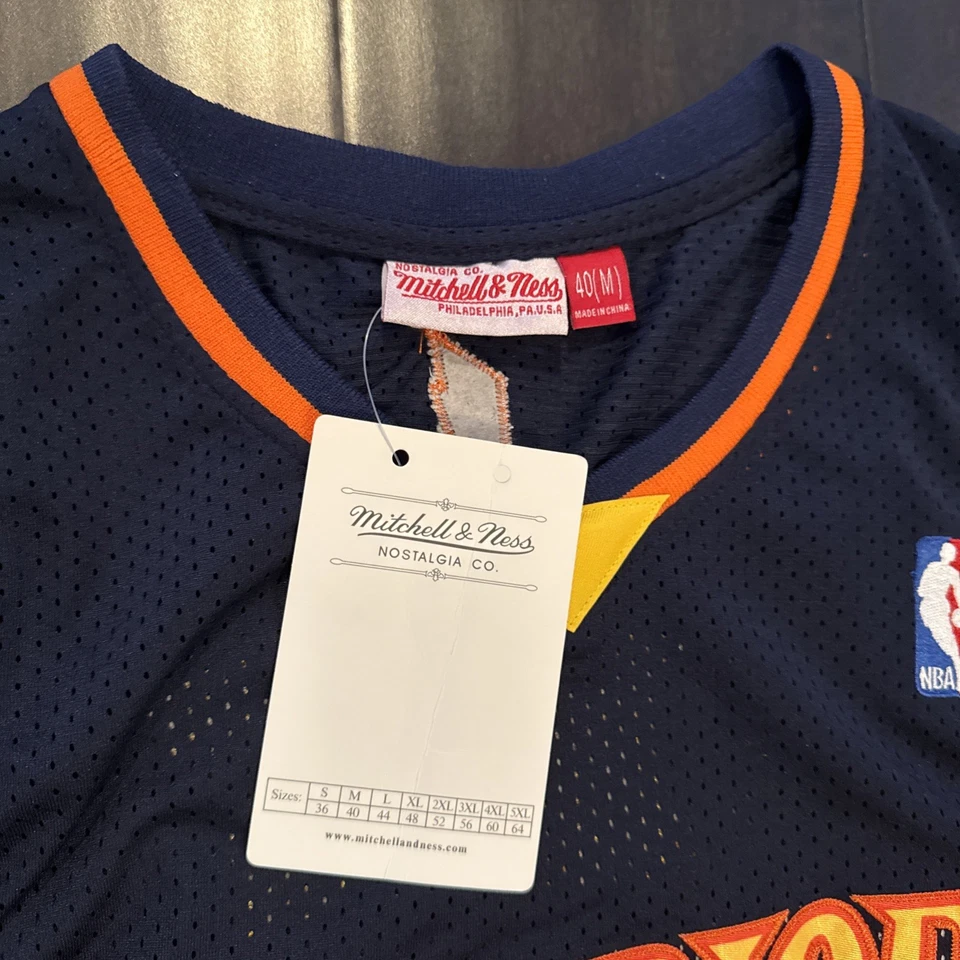 NOSTALGIA CO.
Mitchell & Ness
PHILADELPHIA, PA. U.S.A
40(M)
MADE IN CHINA
Mitchell & Ness
NOSTALGIA CO.
NBA
Sizes: S M L XL 2XL 3XL 4XL 5XL
36 40 44 48 52 56 60 64
www.mitchellandness.com